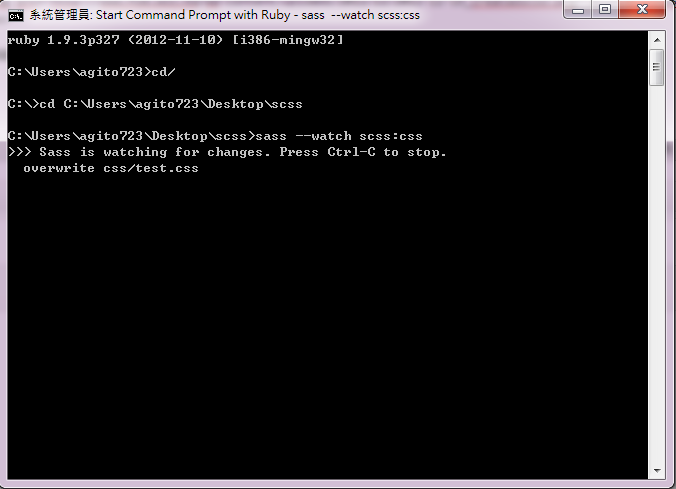 系統管理員: Start Command Prompt with Ruby - sass  --watch scss:css
ruby 1.9.3p327 (2012-11-10) [i386-mingw32]
C:\Users\agito723>cd/
C:\>cd C:\Users\agito723\Desktop\scss
C:\Users\agito723\Desktop\scss>sass --watch scss:css
>>> Sass is watching for changes. Press Ctrl-C to stop.
  overwrite css/test.css